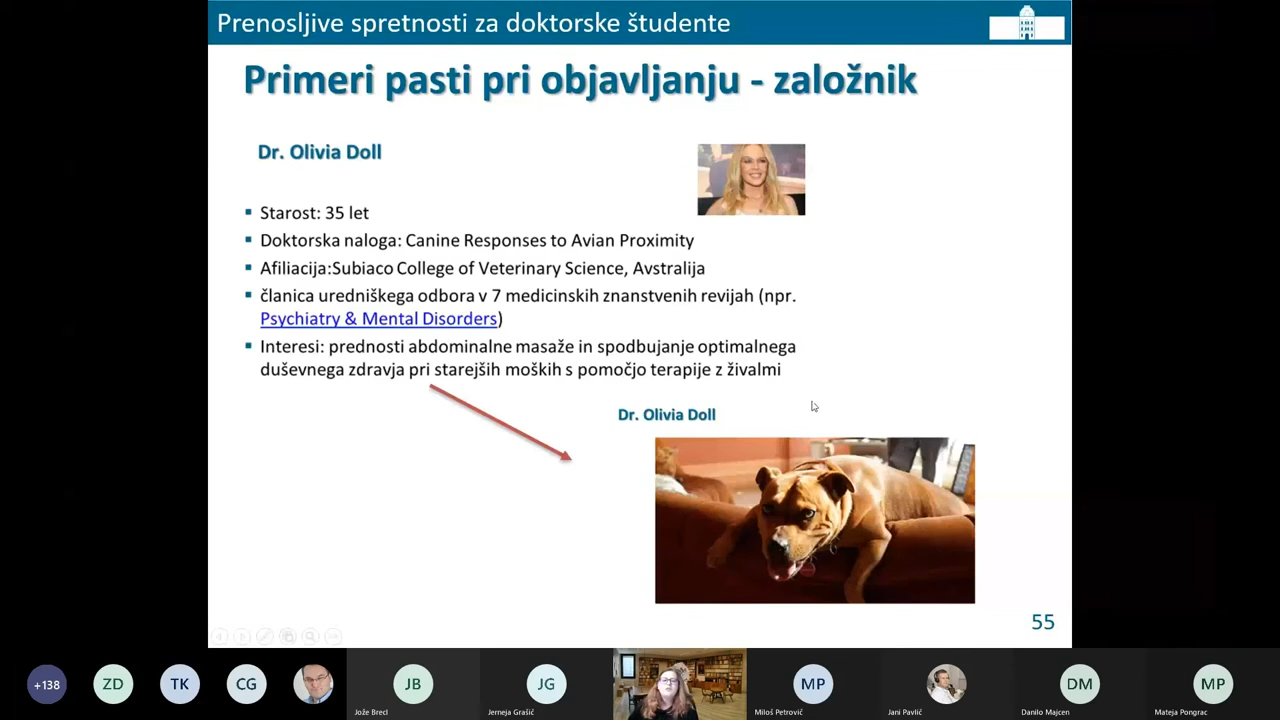 Prenosljive spretnosti za doktorske študente
Primeri pasti pri objavljanju - založnik
Dr. Olivia Doll
Starost: 35 let
Doktorska naloga: Canine Responses to Avian Proximity
Afiliacija:Subiaco College of Veterinary Science, Avstralija
članica uredniškega odbora v 7 medicinskih znanstvenih revijah (npr.
Psychiatry & Mental Disorders)
Interesi: prednosti abdominalne masaže in spodbujanje optimalnega
duševnega zdravja pri starejših moških s pomočjo terapije z živalmi
Dr. Olivia Doll
55
+138
ZD
TK
CG
JB
JG
MP
DM
MP
Jože Brecl
Jerneja Grašić
Miloš Petrovič
Jani Pavlič
Danilo Majcen
Mateja Pongrac